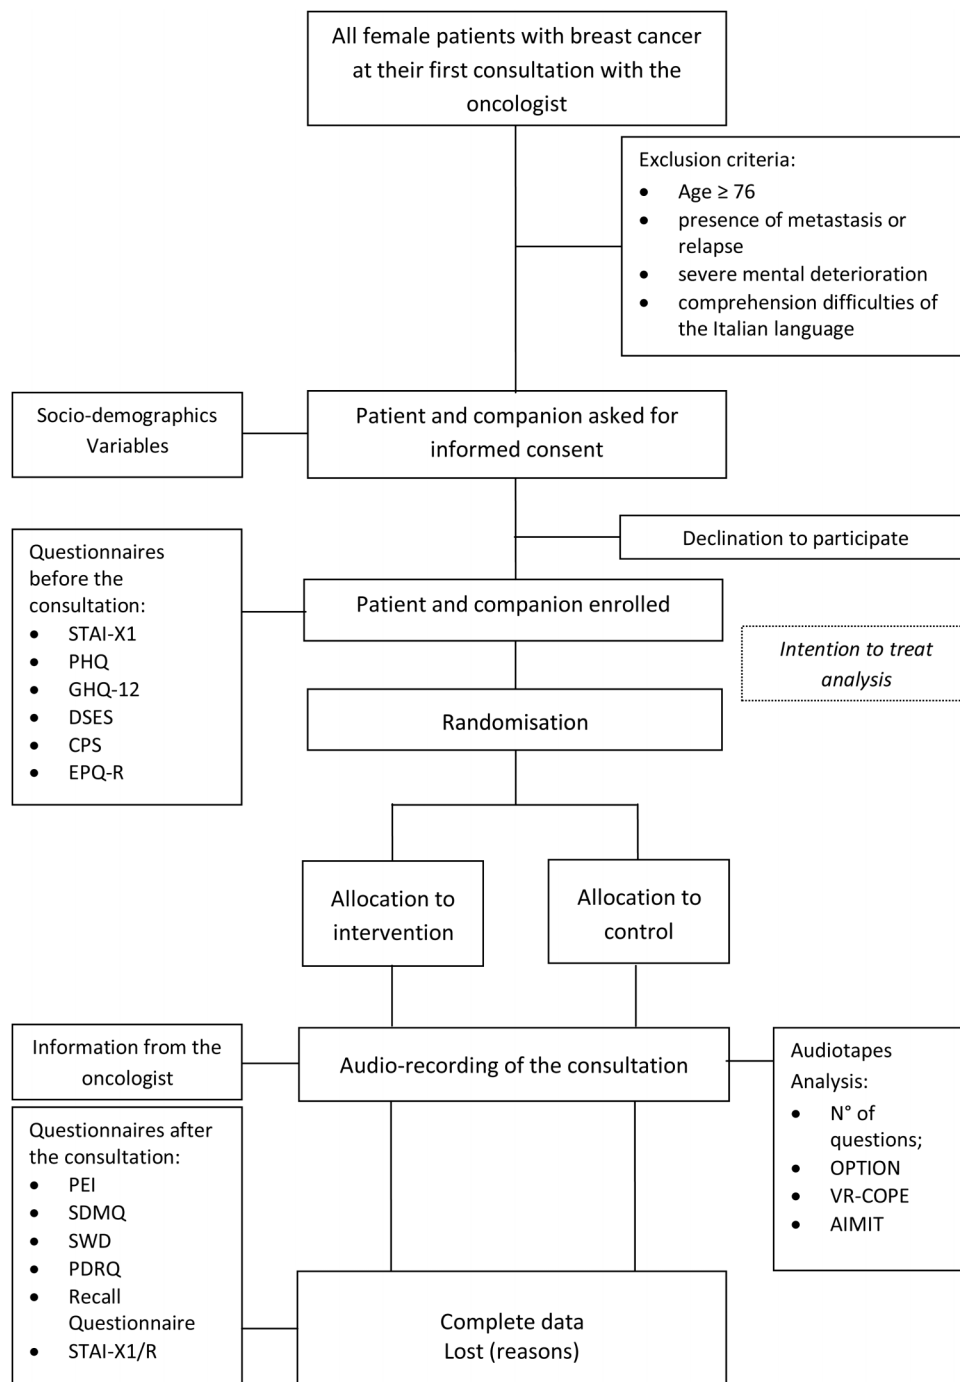 All female patients with breast cancer
at their first consultation with the
oncologist
Exclusion criteria:
• Age ≥ 76
• presence of metastasis or
relapse
• severe mental deterioration
• comprehension difficulties of
the Italian language
Socio-demographics
Variables
Patient and companion asked for
informed consent
Declination to participate
Questionnaires
before the
consultation:
• STAI-X1
• PHQ
• GHQ-12
• DSES
• CPS
• EPQ-R
Patient and companion enrolled
Intention to treat
analysis
Randomisation
Allocation to
intervention
Allocation to
control
Information from the
oncologist
Audio-recording of the consultation
Audiotapes
Analysis:
• N° of
questions;
• OPTION
• VR-COPE
• AIMIT
Questionnaires after
the consultation:
• PEI
• SDMQ
• SWD
• PDRQ
• Recall
Questionnaire
• STAI-X1/R
Complete data
Lost (reasons)